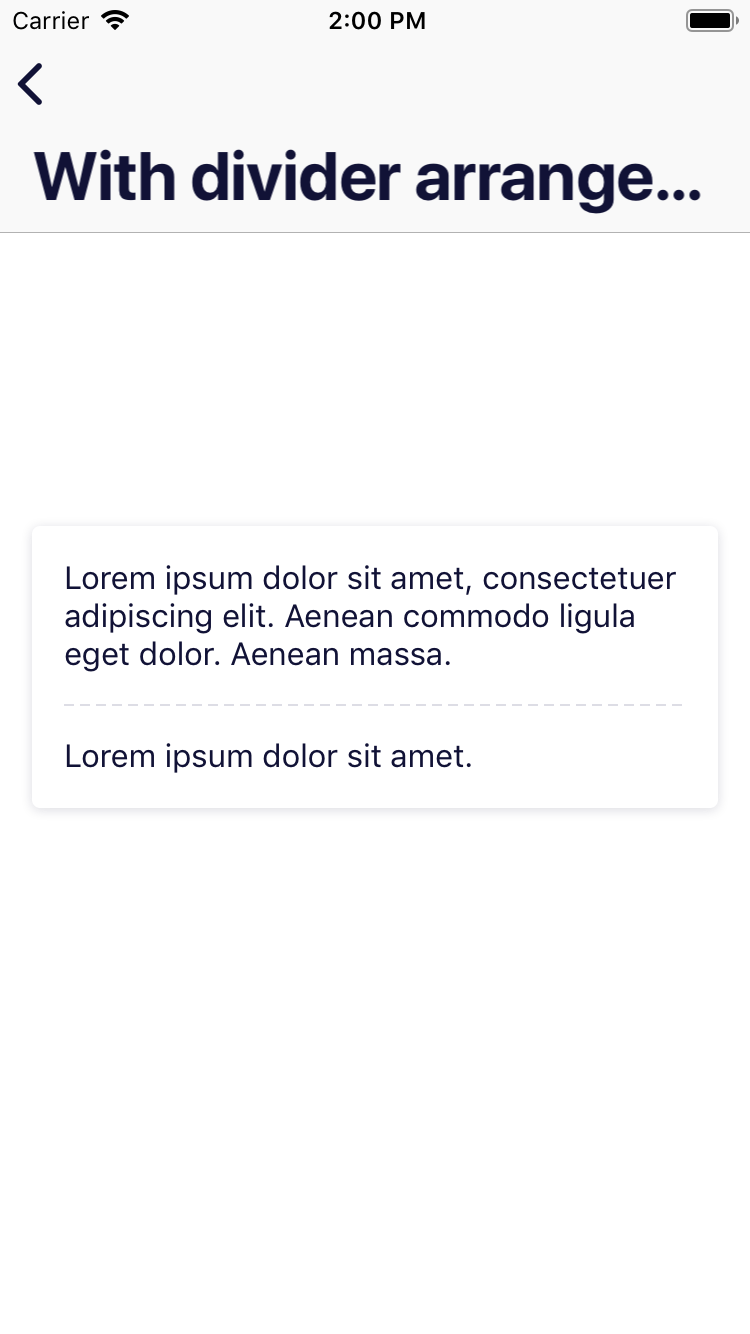 Carrier 2:00 PM
With divider arrange...
Lorem ipsum dolor sit amet, consectetuer
adipiscing elit. Aenean commodo ligula
eget dolor. Aenean massa.
Lorem ipsum dolor sit amet.